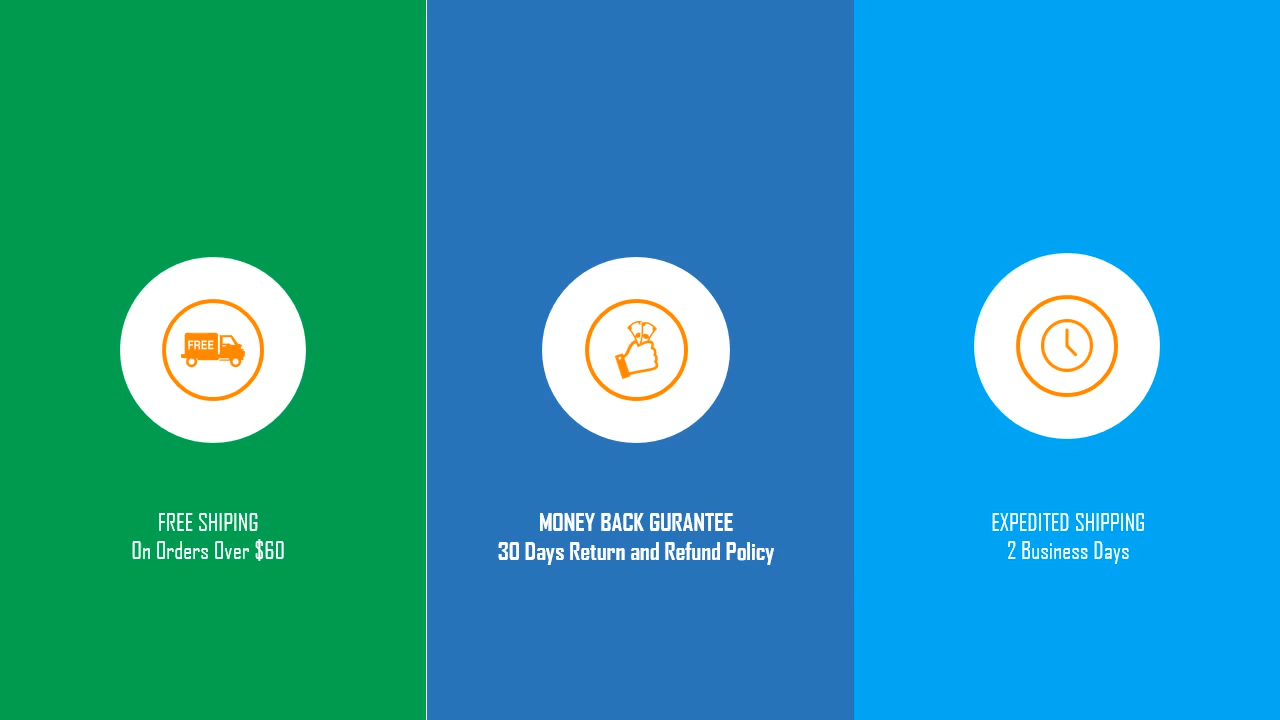 FREE
FREE SHIPING
On Orders Over $60
MONEY BACK GURANTEE
30 Days Return and Refund Policy
EXPEDITED SHIPPING
2 Business Days